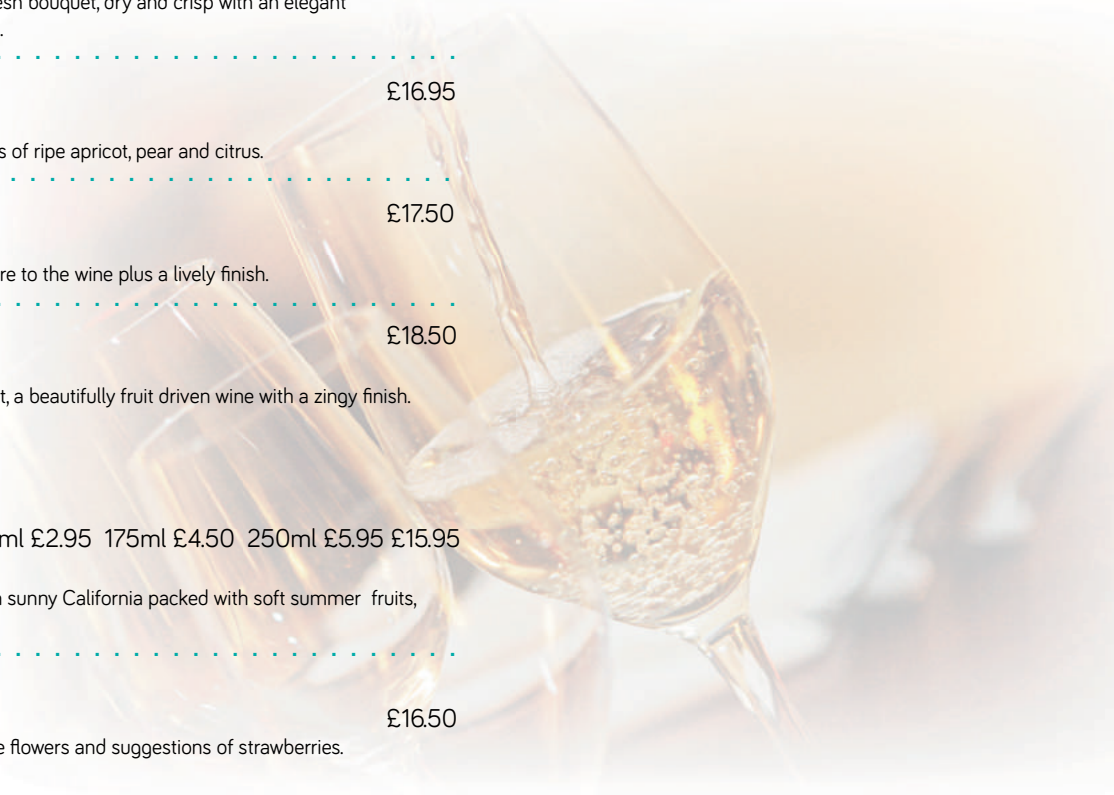 esh bouquet, dry and crisp with an elegant
.
£16.95
s of ripe apricot, pear and citrus.
£17.50
re to the wine plus a lively finish.
£18.50
t, a beautifully fruit driven wine with a zingy finish.
ml £2.95 175ml £4.50 250ml £5.95 £15.95
sunny California packed with soft summer fruits,
£16.50
e flowers and suggestions of strawberries.